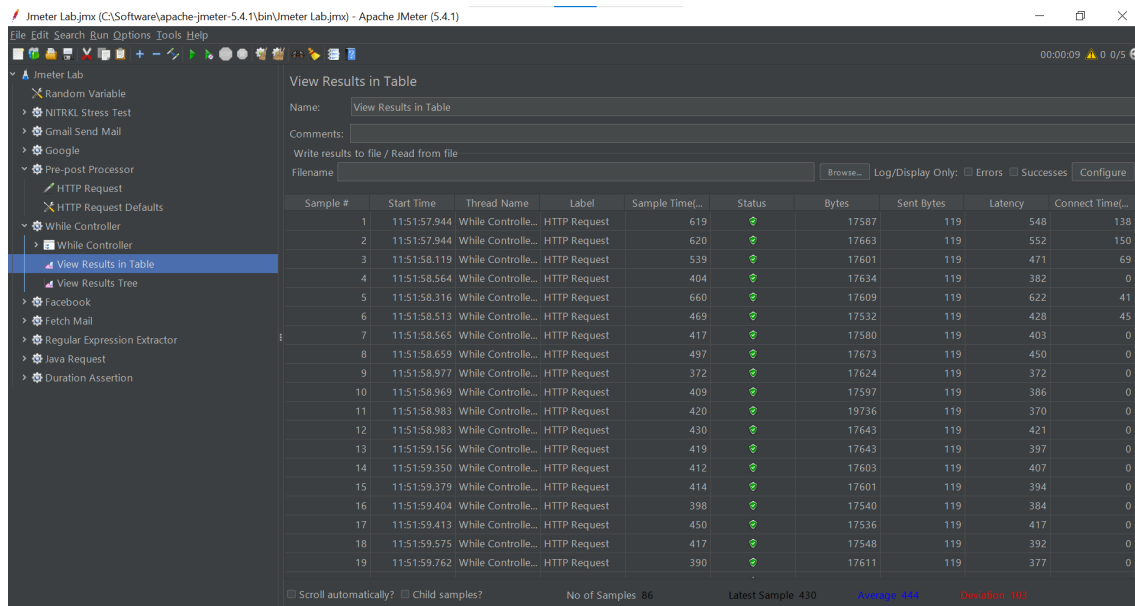 Jmeter Lab.jmx (C:\Software\apache-jmeter-5.4.1\bin\Jmeter Lab.jmx) - Apache JMeter (5.4.1)
File Edit Search Run Options Tools Help
00:00:09 0 0/5
Jmeter Lab
Random Variable
NITRKL Stress Test
Gmail Send Mail
Google
Pre-post Processor
HTTP Request
HTTP Request Defaults
While Controller
While Controller
View Results in Table
View Results Tree
Facebook
Fetch Mail
Regular Expression Extractor
Java Request
Duration Assertion
View Results in Table
Name: View Results in Table
Comments:
Write results to file / Read from file
Filename Browse... Log/Display Only: Errors Successes Configure
Sample # Start Time Thread Name Label Sample Time(... Status Bytes Sent Bytes Latency Connect Time(...
1 11:51:57.944 While Controlle... HTTP Request 619 17587 119 548 138
2 11:51:57.944 While Controlle... HTTP Request 620 17663 119 552 150
3 11:51:58.119 While Controlle... HTTP Request 539 17601 119 471 69
4 11:51:58.564 While Controlle... HTTP Request 404 17634 119 382 0
5 11:51:58.316 While Controlle... HTTP Request 660 17609 119 622 41
6 11:51:58.513 While Controlle... HTTP Request 469 17532 119 428 45
7 11:51:58.565 While Controlle... HTTP Request 417 17580 119 403 0
8 11:51:58.659 While Controlle... HTTP Request 497 17673 119 450 0
9 11:51:58.977 While Controlle... HTTP Request 372 17624 119 372 0
10 11:51:58.969 While Controlle... HTTP Request 409 17597 119 386 0
11 11:51:58.983 While Controlle... HTTP Request 420 19736 119 370 0
12 11:51:58.983 While Controlle... HTTP Request 430 17643 119 421 0
13 11:51:59.156 While Controlle... HTTP Request 419 17643 119 397 0
14 11:51:59.350 While Controlle... HTTP Request 412 17603 119 407 0
15 11:51:59.379 While Controlle... HTTP Request 414 17601 119 394 0
16 11:51:59.404 While Controlle... HTTP Request 398 17540 119 384 0
17 11:51:59.413 While Controlle... HTTP Request 450 17536 119 417 0
18 11:51:59.575 While Controlle... HTTP Request 417 17548 119 392 0
19 11:51:59.762 While Controlle... HTTP Request 390 17611 119 377 0
Scroll automatically? Child samples? No of Samples 86 Latest Sample 430 Average 444 Deviation 103